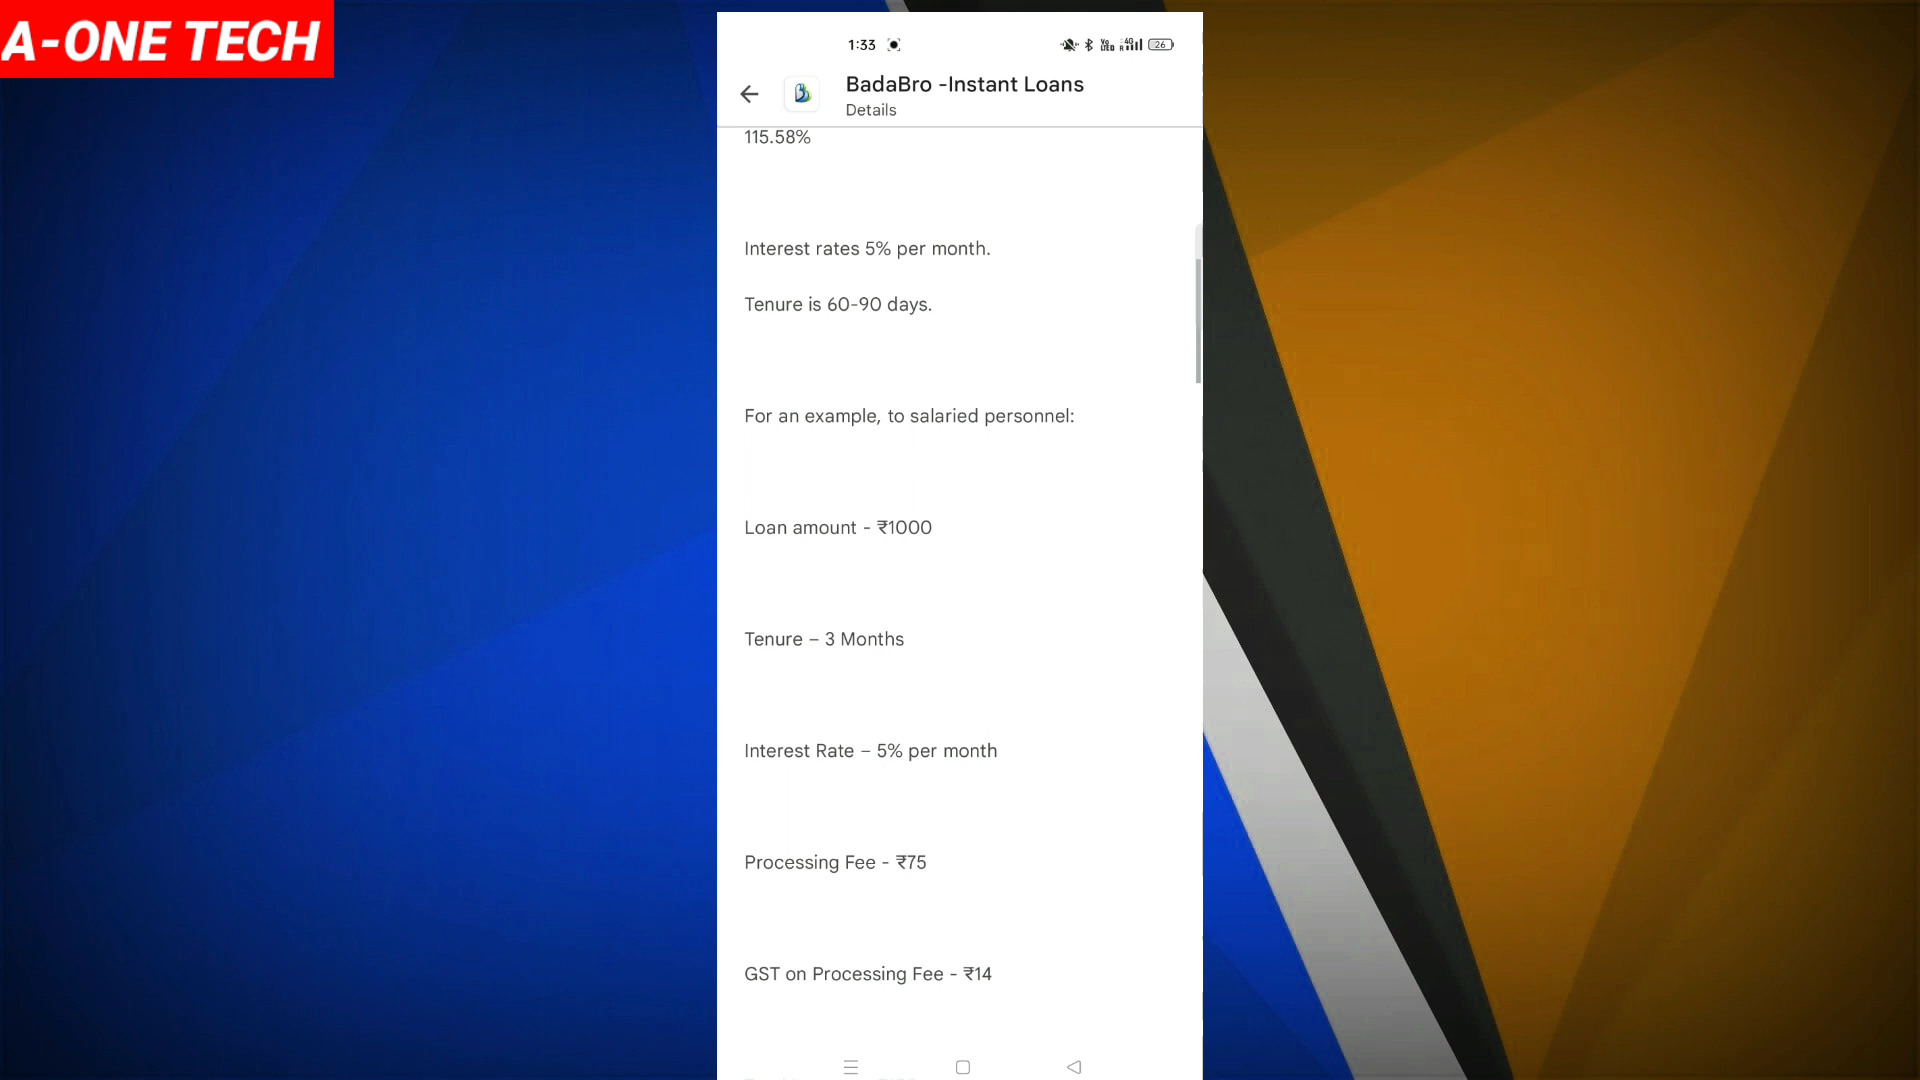 A-ONE TECH
1:33
26
BadaBro -Instant Loans
Details
115.58%
Interest rates 5% per month.
Tenure is 60-90 days.
For an example, to salaried personnel:
Loan amount - ₹1000
Tenure – 3 Months
Interest Rate – 5% per month
Processing Fee - ₹75
GST on Processing Fee - ₹14